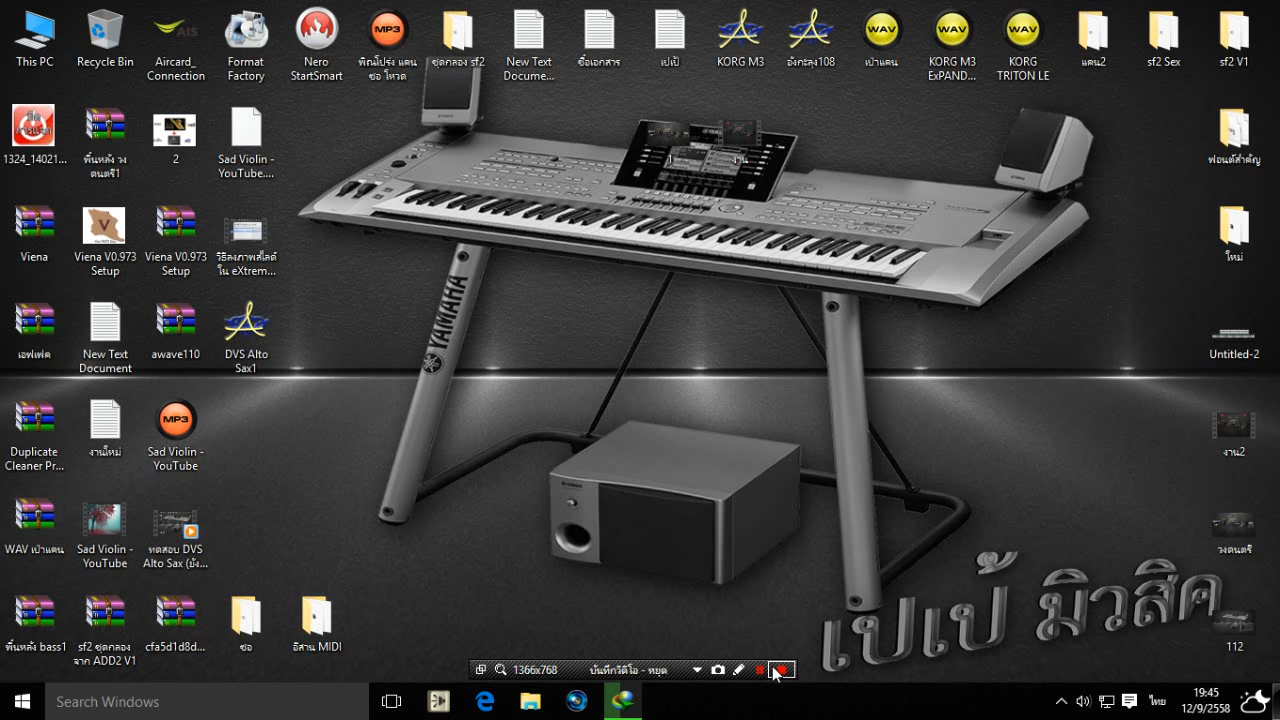 This PC
Recycle Bin
Aircard_
Connection
Format
Factory
Nero
StartSmart
พิณโปร่ง แคน
ซอ โหวด
ชุดกลอง sf2
New Text
Docume...
ชื่อเอกสาร
เปเป้
KORG M3
อังกะลุง108
เป่าแคน
KORG M3
ExPAND...
KORG
TRITON LE
แคน2
sf2 Sex
sf2 V1
1324_14021...
พื้นหลัง วง
ดนตรี1
2
Sad Violin -
YouTube....
1
งาน
ฟอนต์สำคัญ
Viena
Viena V0.973
Setup
Viena V0.973
Setup
วิธีลงภาพสไลด์
ใน eXtrem...
ใหม่
เอฟเฟค
New Text
Document
awave110
DVS Alto
Sax1
Untitled-2
YAMAHA
Duplicate
Cleaner Pr...
งานใหม่
Sad Violin -
YouTube
งาน2
WAV เป่าแคน
Sad Violin -
YouTube
ทดสอบ DVS
Alto Sax (ยัง...
วงดนตรี
เปเป้ มิวสิค
พื้นหลัง bass1
sf2 ชุดกลอง
จาก ADD2 V1
cfa5d1d8d...
ซอ
อิสาน MIDI
112
1366x768
บันทึกวิดีโอ - หยุด
Search Windows
ไทย
19:45
12/9/2558